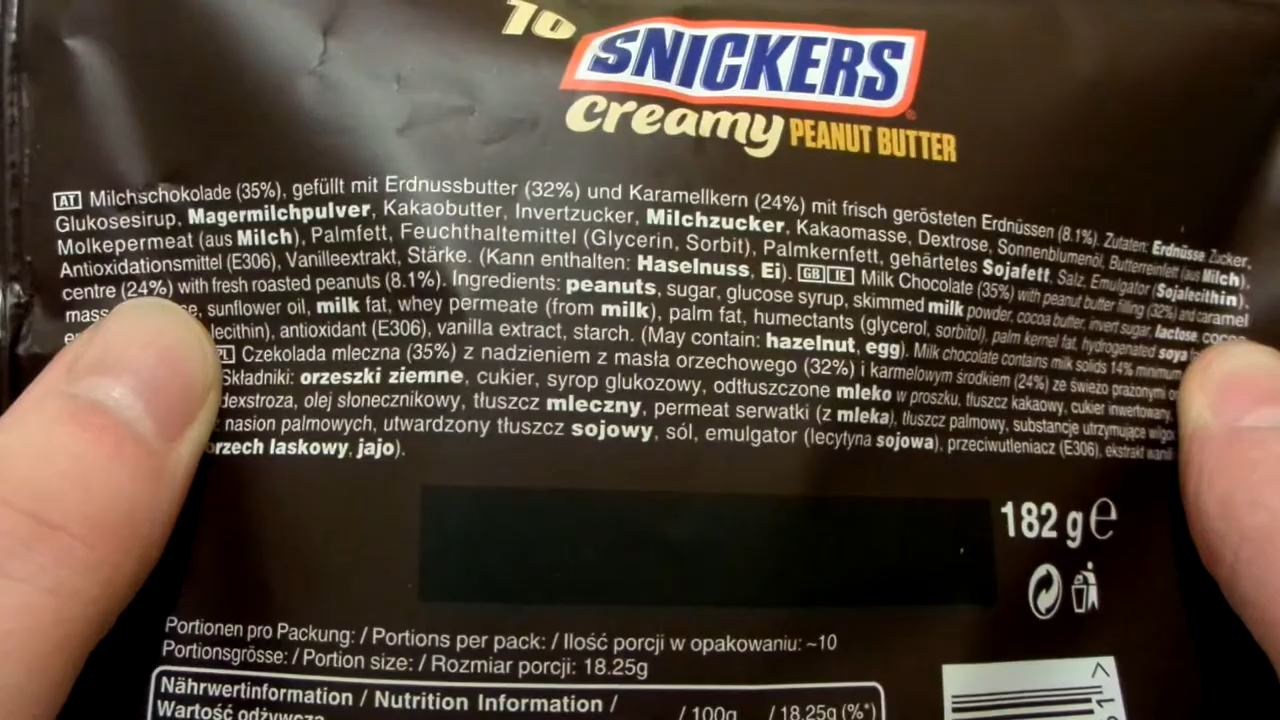 10 SNICKERS®
creamy PEANUT BUTTER
AT Milchschokolade (35%), gefüllt mit Erdnussbutter (32%) und Karamellkern (24%) mit frisch gerösteten Erdnüssen (8.1%). Zutaten: Erdnüsse, Zucker,
Glukosesirup, Magermilchpulver, Kakaobutter, Invertzucker, Milchzucker, Kakaomasse, Dextrose, Sonnenblumenöl, Butterreinfett (aus Milch),
Molkepermeat (aus Milch), Palmfett, Feuchthaltemittel (Glycerin, Sorbit), Palmkernfett, gehärtetes Sojafett, Salz, Emulgator (Sojalecithin),
Antioxidationsmittel (E306), Vanilleextrakt, Stärke. (Kann enthalten: Haselnuss, Ei). GB IE Milk Chocolate (35%) with peanut butter filling (32%) and caramel
centre (24%) with fresh roasted peanuts (8.1%). Ingredients: peanuts, sugar, glucose syrup, skimmed milk powder, cocoa butter, invert sugar, lactose, cocoa
mass sunflower oil, milk fat, whey permeate (from milk), palm fat, humectants (glycerol, sorbitol), palm kernel fat, hydrogenated soya
lecithin), antioxidant (E306), vanilla extract, starch. (May contain: hazelnut, egg). Milk chocolate contains milk solids 14% minimum
Czekolada mleczna (35%) z nadzieniem z masła orzechowego (32%) i karmelowym środkiem (24%) ze świeżo prażonymi
Składniki: orzeszki ziemne, cukier, syrop glukozowy, odtłuszczone mleko w proszku, tłuszcz kakaowy, cukier inwertowany,
dextroza, olej słonecznikowy, tłuszcz mleczny, permeat serwatki (z mleka), tłuszcz palmowy, substancje utrzymujące
nasion palmowych, utwardzony tłuszcz sojowy, sól, emulgator (lecytyna sojowa), przeciwutleniacz (E306), ekstrakt
orzech laskowy, jajo).
182 g e
Portionen pro Packung: / Portions per pack: / Ilość porcji w opakowaniu: ~10
Portionsgrösse: / Portion size: / Rozmiar porcji: 18.25g
Nährwertinformation / Nutrition Information /
Wartość odżywcza / 100g / 18.25g (%*)